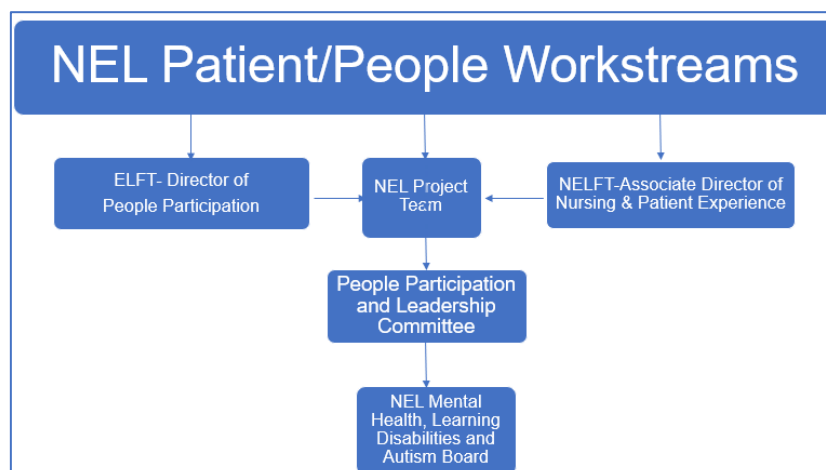 NEL Patient/People Workstreams
ELFT- Director of
People Participation
NEL Project
Team
NELFT-Associate Director of
Nursing & Patient Experience
People Participation
and Leadership
Committee
NEL Mental
Health, Learning
Disabilities and
Autism Board